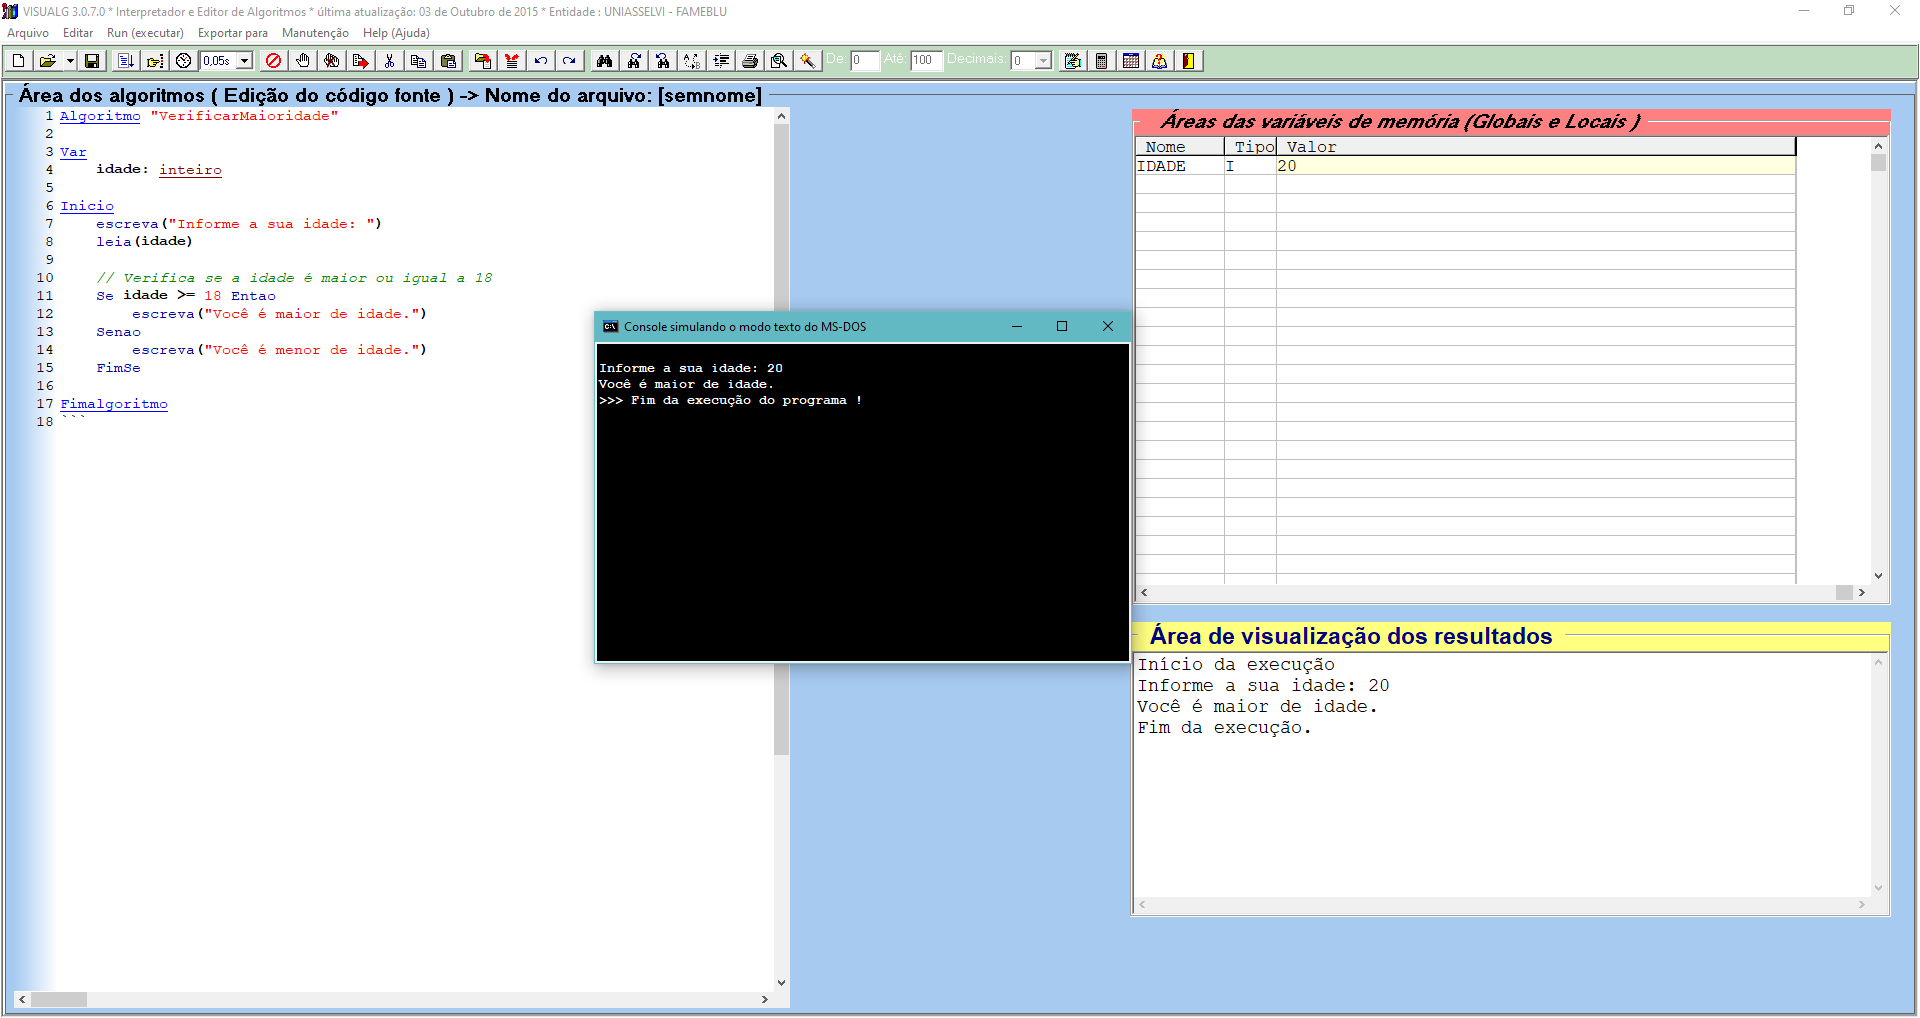 VISUALG 3.0.7.0 * Interpretador e Editor de Algoritmos * última atualização: 03 de Outubro de 2015 * Entidade : UNIASSELVI - FAMEBLU
Arquivo Editar Run (executar) Exportar para Manutenção Help (Ajuda)
0,05s De: 0 Até: 100 Decimais: 0
Área dos algoritmos ( Edição do código fonte ) -> Nome do arquivo: [semnome]
1 Algoritmo "VerificarMaioridade"
2
3 Var
4 idade: inteiro
5
6 Inicio
7 escreva("Informe a sua idade: ")
8 leia(idade)
9
10 // Verifica se a idade é maior ou igual a 18
11 Se idade >= 18 Entao
12 escreva("Você é maior de idade.")
13 Senao
14 escreva("Você é menor de idade.")
15 FimSe
16
17 Fimalgoritmo
18 ```
Console simulando o modo texto do MS-DOS
Informe a sua idade: 20
Você é maior de idade.
>>> Fim da execução do programa !
Áreas das variáveis de memória (Globais e Locais )
Nome Tipo Valor
IDADE I 20
Área de visualização dos resultados
Início da execução
Informe a sua idade: 20
Você é maior de idade.
Fim da execução.